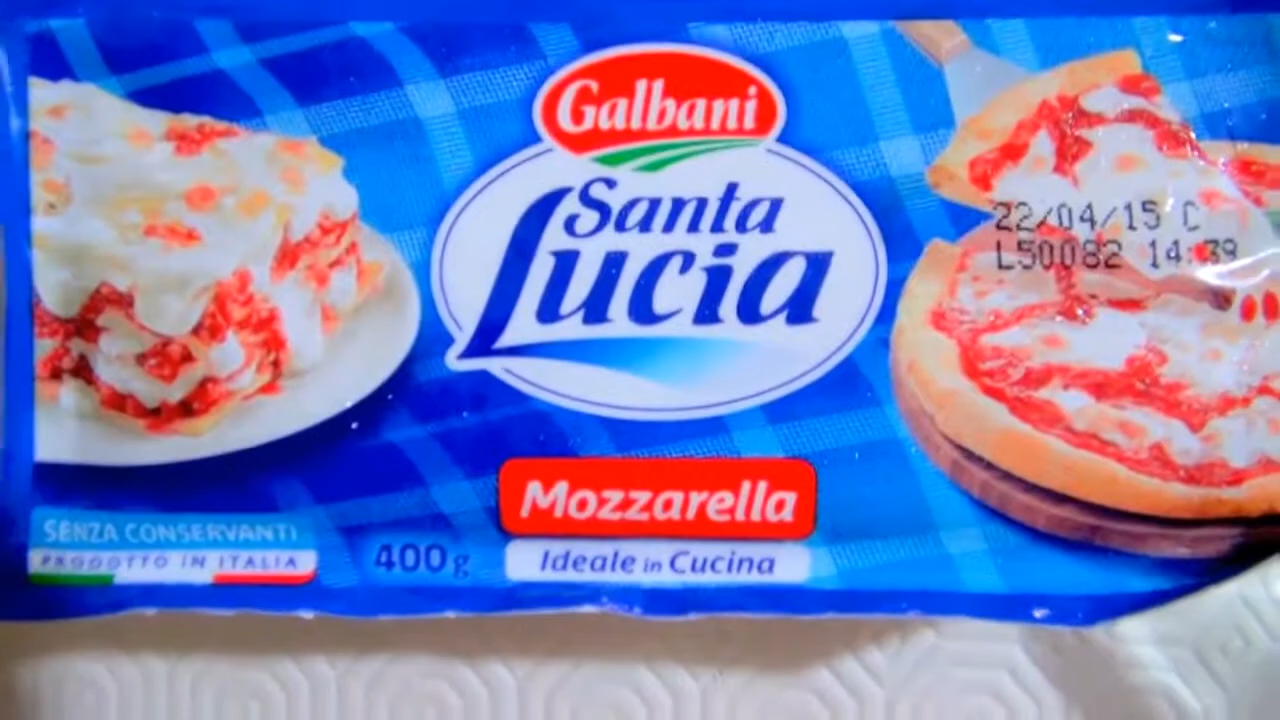 Galbani
Santa
Lucia
22/04/15 C
L50082 14:39
Mozzarella
Ideale in Cucina
400g
SENZA CONSERVANTI
PRODOTTO IN ITALIA